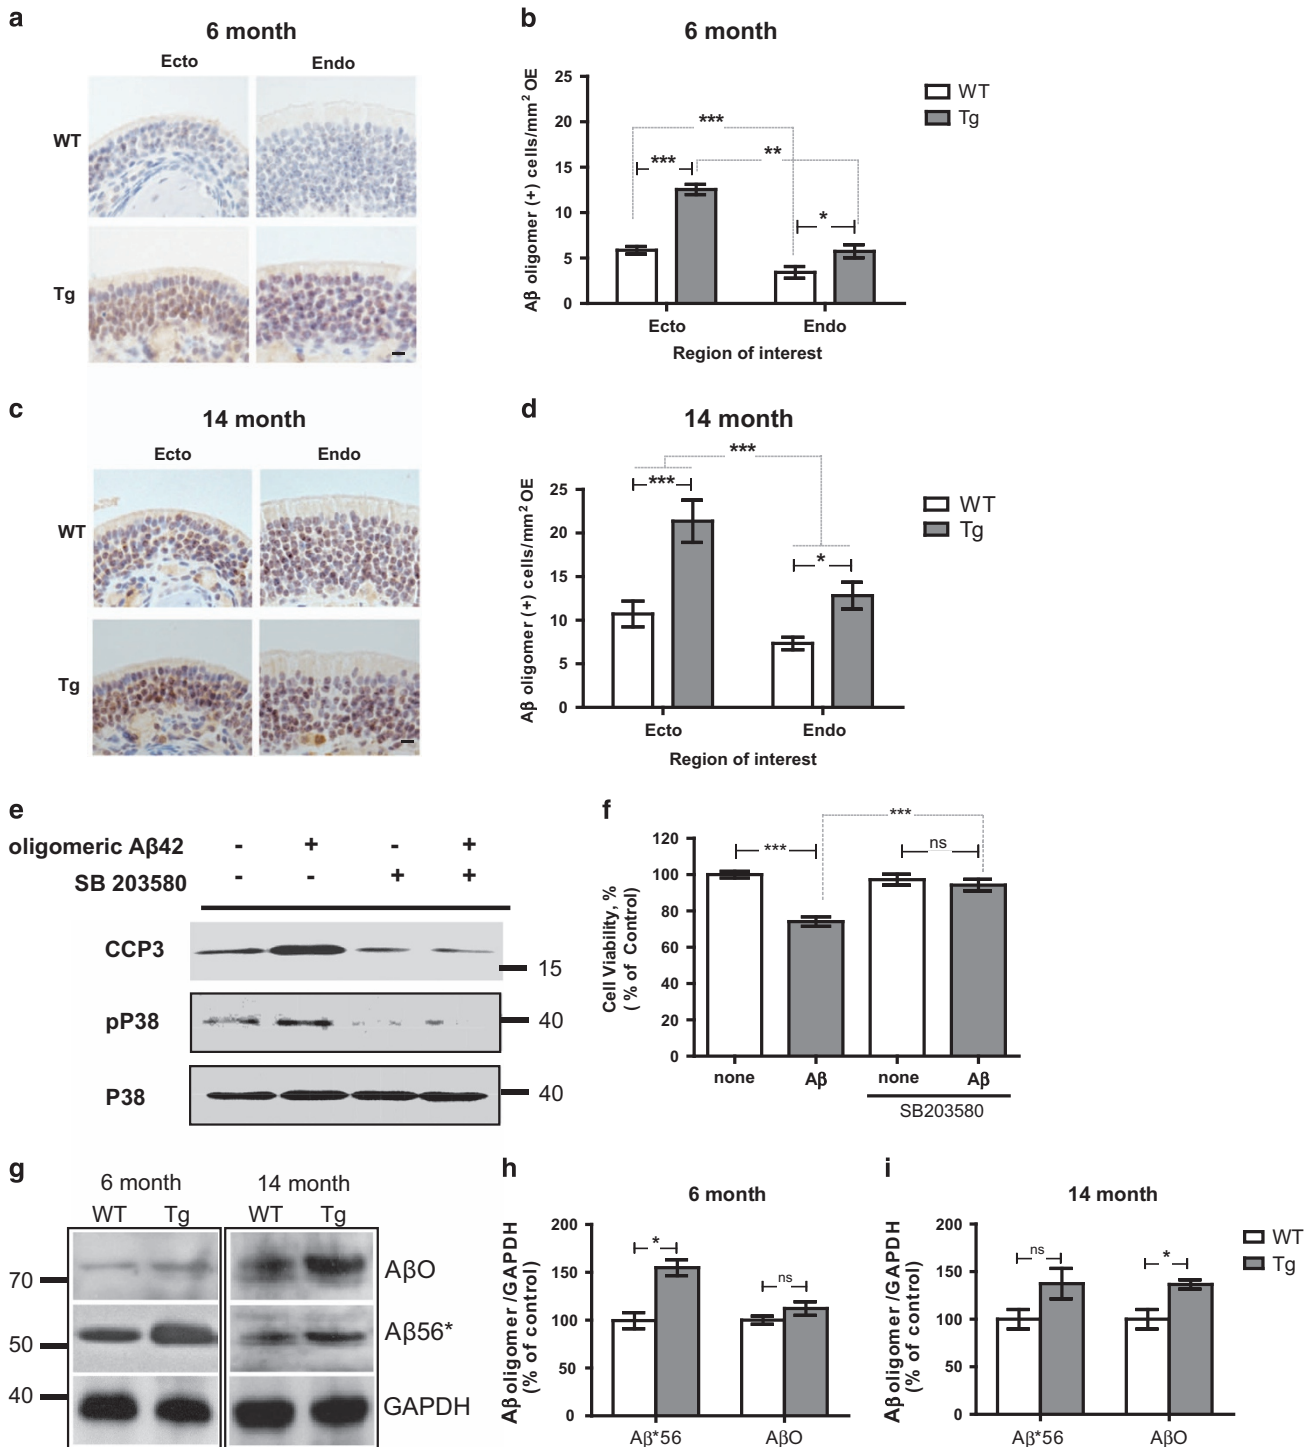 a
6 month
Ecto Endo
WT
Tg
b
6 month
Aβ oligomer (+) cells/mm² OE
25
20
15
10
5
0
***
***
**
*
Ecto Endo
Region of interest
WT
Tg
c
14 month
Ecto Endo
WT
Tg
d
14 month
Aβ oligomer (+) cells/mm² OE
25
20
15
10
5
0
***
***
*
Ecto Endo
Region of interest
WT
Tg
e
oligomeric Aβ42 - + - +
SB 203580 - - + +
CCP3
15
pP38
40
P38
40
f
Cell Viability, %
( % of Control)
120
100
80
60
40
20
0
***
***
ns
none Aβ none Aβ
SB203580
g
6 month 14 month
WT Tg WT Tg
70
AβO
50
Aβ56*
40
GAPDH
h
6 month
Aβ oligomer /GAPDH
(% of control)
200
150
100
50
0
*
ns
Aβ*56 AβO
i
14 month
Aβ oligomer /GAPDH
(% of control)
200
150
100
50
0
ns
*
Aβ*56 AβO
WT
Tg